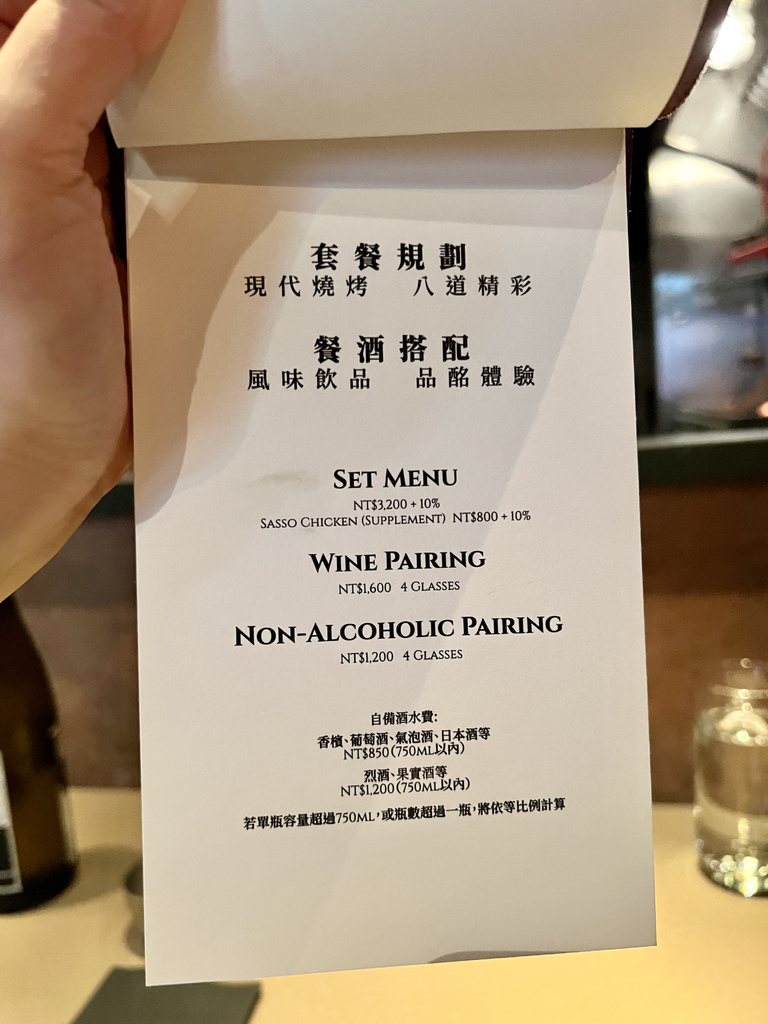 套餐規劃
現代燒烤 八道精彩
餐酒搭配
風味飲品 品酩體驗
SET MENU
NT$3,200 + 10%
SASSO CHICKEN (SUPPLEMENT) NT$800 + 10%
WINE PAIRING
NT$1,600 4 GLASSES
NON-ALCOHOLIC PAIRING
NT$1,200 4 GLASSES
自備酒水費:
香檳、葡萄酒、氣泡酒、日本酒等
NT$850(750ML以內)
烈酒、果實酒等
NT$1,200(750ML以內)
若單瓶容量超過750ML,或瓶數超過一瓶,將依等比例計算